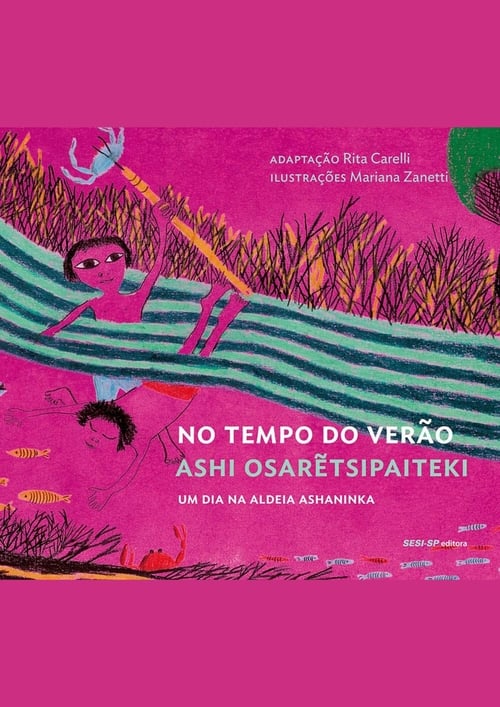 ADAPTAÇÃO Rita Carelli
ILUSTRAÇÕES Mariana Zanetti
NO TEMPO DO VERÃO
ASHI OSARẼTSIPAITEKI
UM DIA NA ALDEIA ASHANINKA
SESI-SP editora